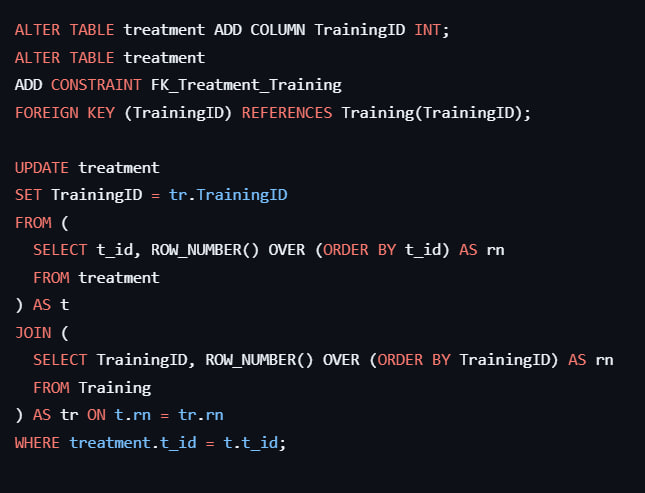 ALTER TABLE treatment ADD COLUMN TrainingID INT;
ALTER TABLE treatment
ADD CONSTRAINT FK_Treatment_Training
FOREIGN KEY (TrainingID) REFERENCES Training(TrainingID);

UPDATE treatment
SET TrainingID = tr.TrainingID
FROM (
  SELECT t_id, ROW_NUMBER() OVER (ORDER BY t_id) AS rn
  FROM treatment
) AS t
JOIN (
  SELECT TrainingID, ROW_NUMBER() OVER (ORDER BY TrainingID) AS rn
  FROM Training
) AS tr ON t.rn = tr.rn
WHERE treatment.t_id = t.t_id;